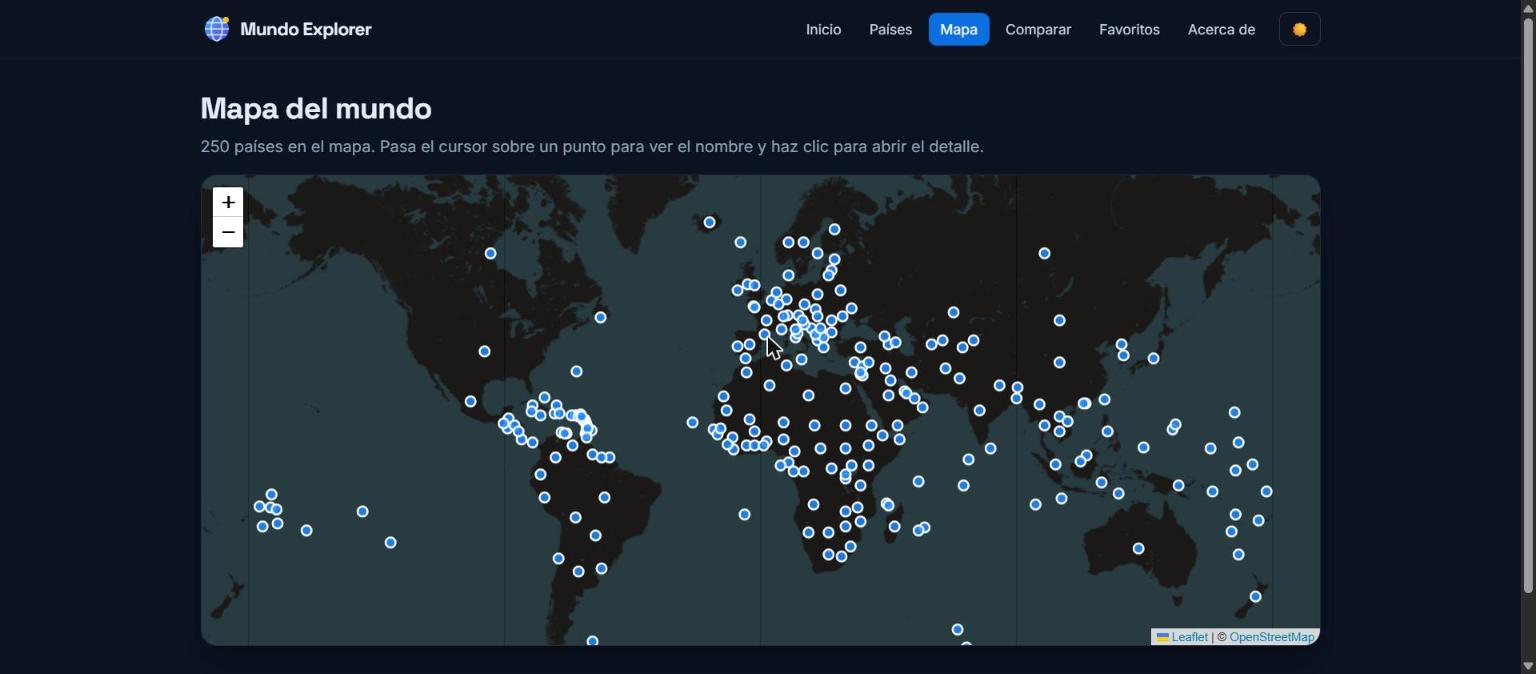 Mundo Explorer
Inicio
Países
Mapa
Comparar
Favoritos
Acerca de
Mapa del mundo
250 países en el mapa. Pasa el cursor sobre un punto para ver el nombre y haz clic para abrir el detalle.
+
−
Leaflet | © OpenStreetMap